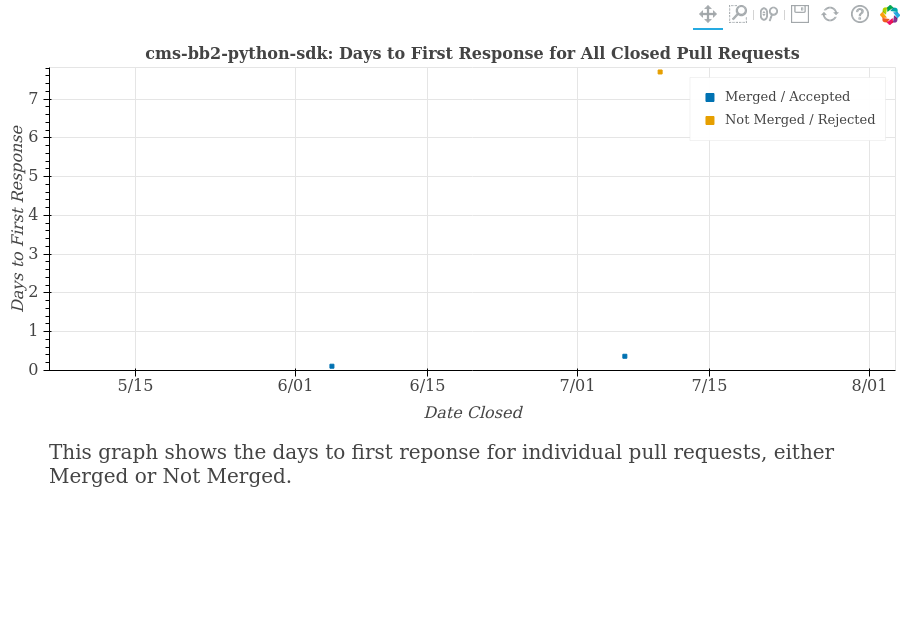 cms-bb2-python-sdk: Days to First Response for All Closed Pull Requests
Merged / Accepted
Not Merged / Rejected
Days to First Response
7
6
5
4
3
2
1
0
5/15
6/01
6/15
7/01
7/15
8/01
Date Closed
This graph shows the days to first reponse for individual pull requests, either
Merged or Not Merged.